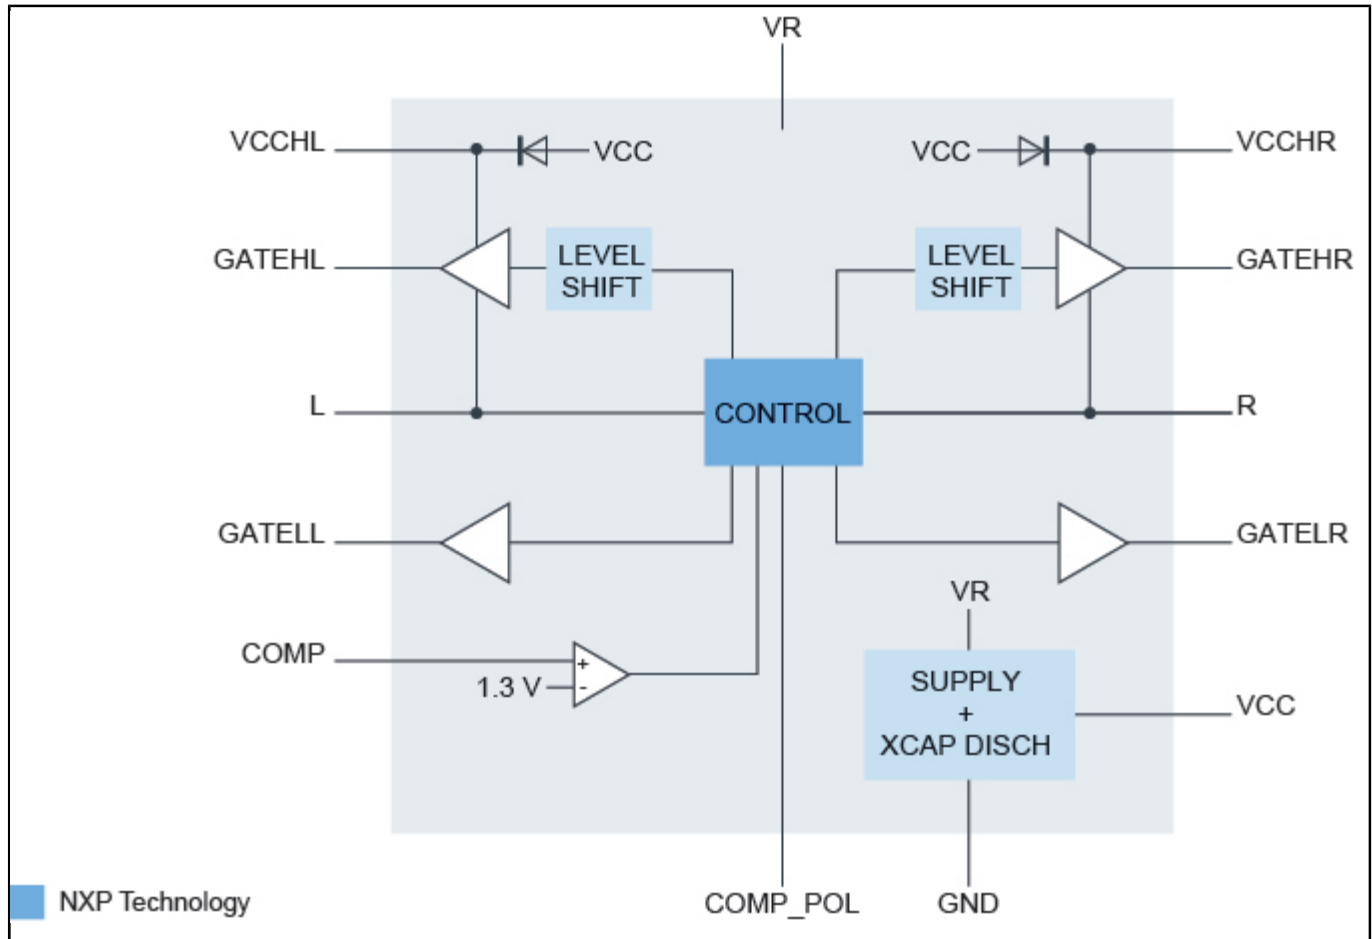 VR
VCCHL
VCC
VCC
VCCHR
GATEHL
LEVEL
SHIFT
LEVEL
SHIFT
GATEHR
L
CONTROL
R
GATELL
GATELR
VR
COMP
+
1.3 V
-
SUPPLY
+
XCAP DISCH
VCC
COMP_POL
GND
NXP Technology